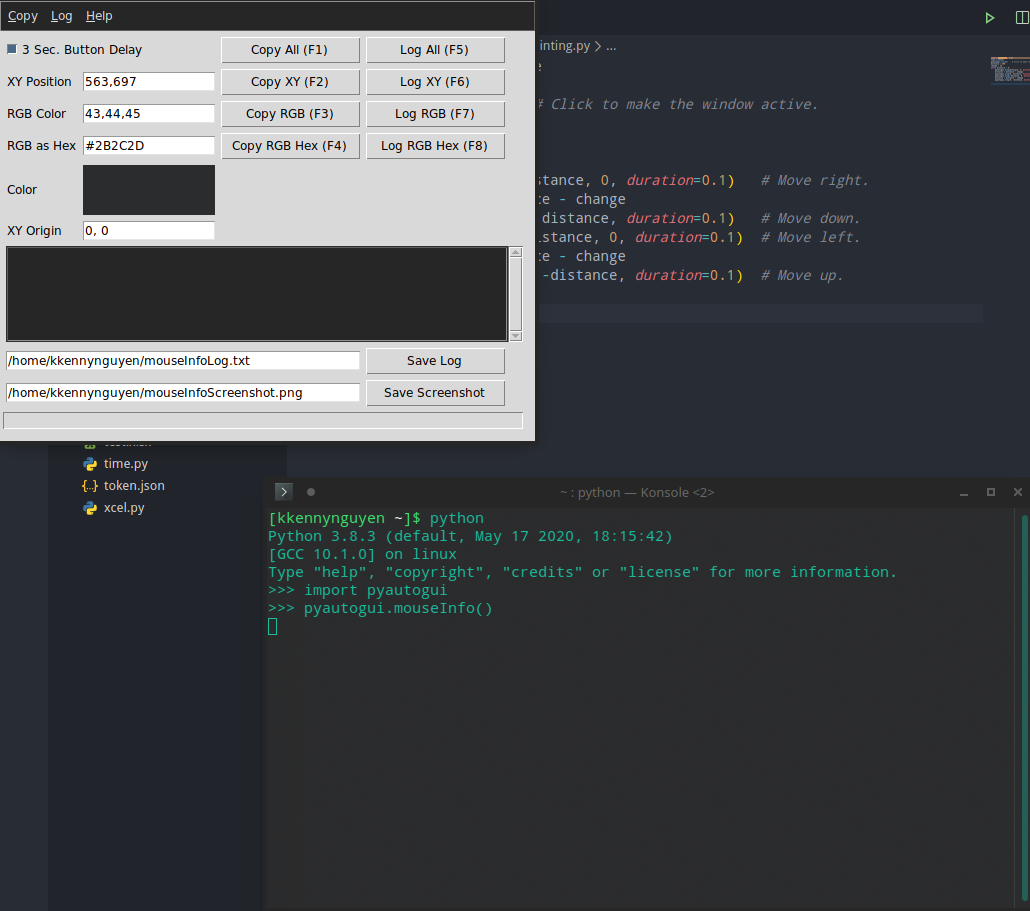 Copy Log Help
3 Sec. Button Delay Copy All (F1) Log All (F5)
XY Position 563,697 Copy XY (F2) Log XY (F6)
RGB Color 43,44,45 Copy RGB (F3) Log RGB (F7)
RGB as Hex #2B2C2D Copy RGB Hex (F4) Log RGB Hex (F8)
Color
XY Origin 0, 0
/home/kkennynguyen/mouseInfoLog.txt Save Log
/home/kkennynguyen/mouseInfoScreenshot.png Save Screenshot
inting.py > ...
# Click to make the window active.
stance, 0, duration=0.1) # Move right.
ce - change
distance, duration=0.1) # Move down.
istance, 0, duration=0.1) # Move left.
ce - change
-distance, duration=0.1) # Move up.
time.py
{..} token.json
xcel.py
~ : python — Konsole <2>
[kkennynguyen ~]$ python
Python 3.8.3 (default, May 17 2020, 18:15:42)
[GCC 10.1.0] on linux
Type "help", "copyright", "credits" or "license" for more information.
>>> import pyautogui
>>> pyautogui.mouseInfo()